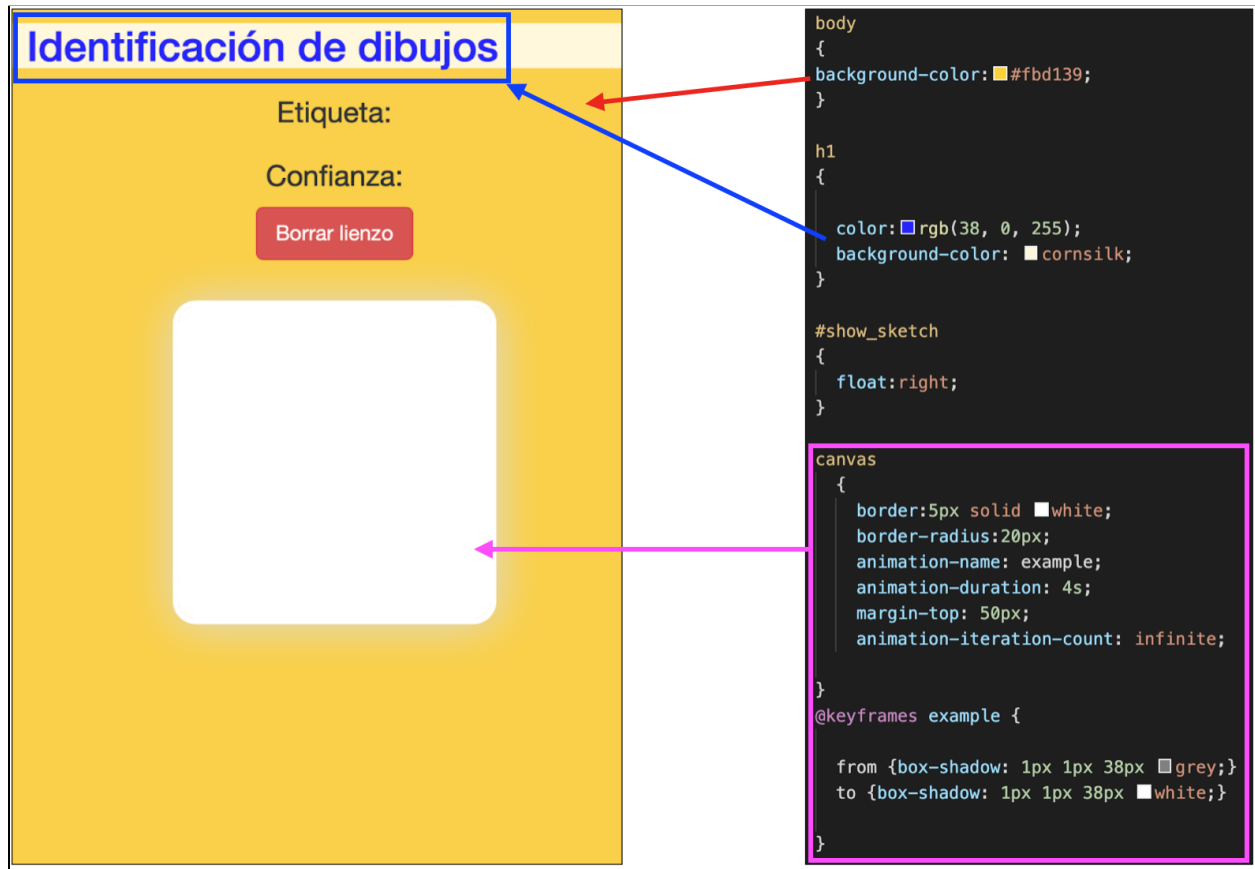 Identificación de dibujos
Etiqueta:
Confianza:
Borrar lienzo
body
{
background-color: #fbd139;
}
h1
{
color: rgb(38, 0, 255);
background-color: cornsilk;
}
#show_sketch
{
float:right;
}
canvas
{
border:5px solid white;
border-radius:20px;
animation-name: example;
animation-duration: 4s;
margin-top: 50px;
animation-iteration-count: infinite;
}
@keyframes example {
from {box-shadow: 1px 1px 38px grey;}
to {box-shadow: 1px 1px 38px white;}
}